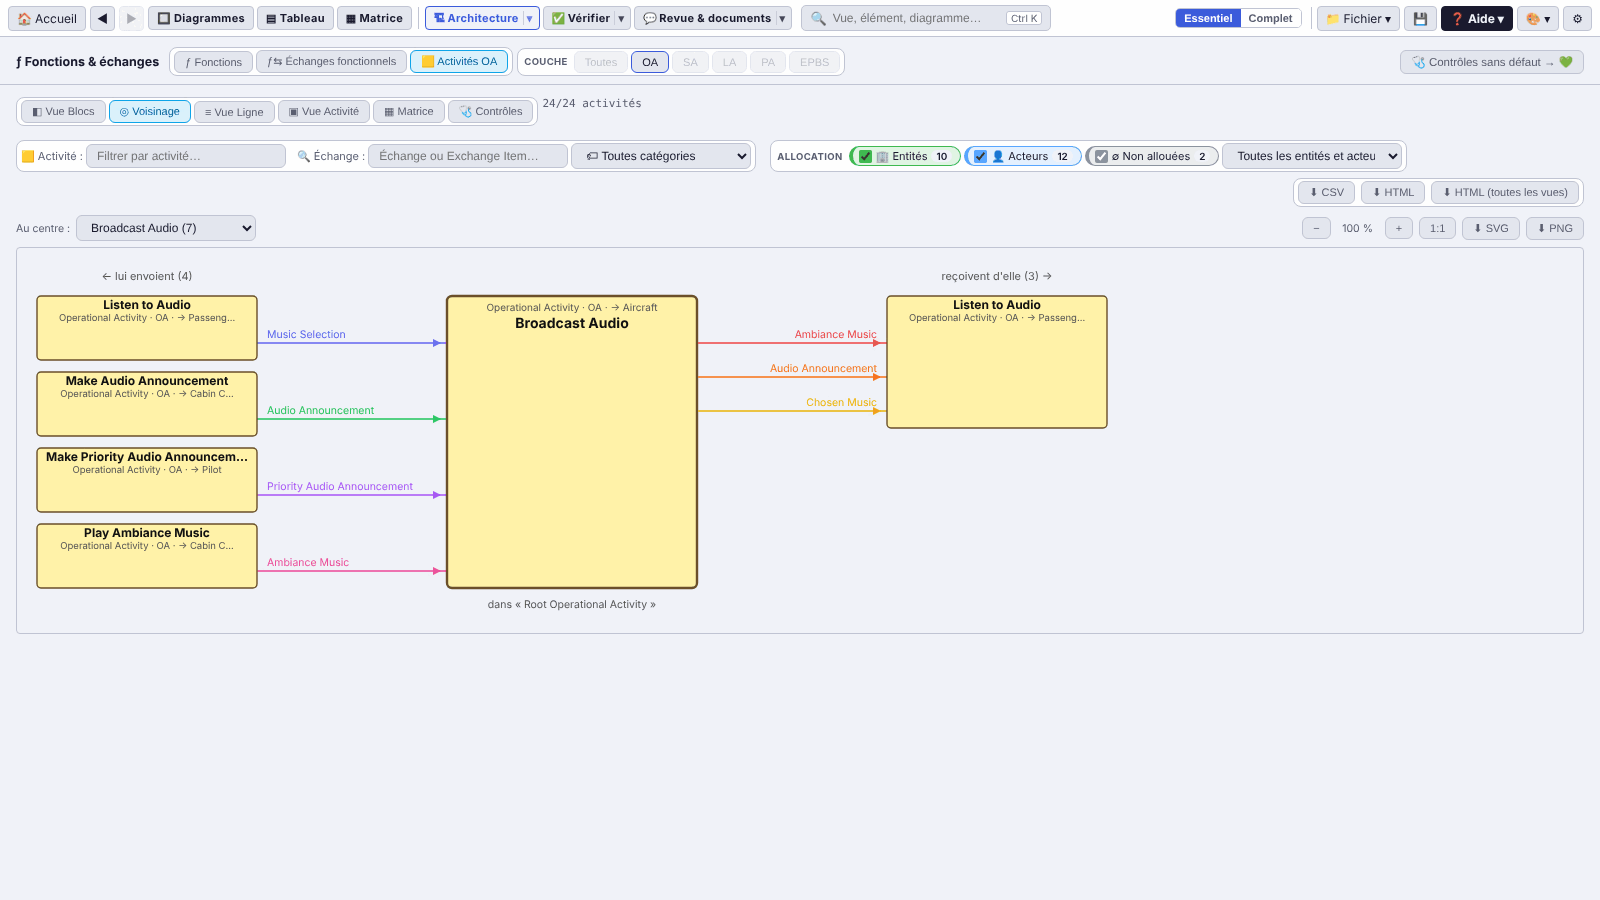 Accueil ◀ ▶ Diagrammes Tableau Matrice Architecture ▾ Vérifier ▾ Revue & documents ▾ Vue, élément, diagramme… Ctrl K Essentiel Complet Fichier ▾ Aide ▾ ▾
ƒ Fonctions & échanges ƒ Fonctions ƒ⇆ Échanges fonctionnels Activités OA COUCHE Toutes OA SA LA PA EPBS Contrôles sans défaut →
Vue Blocs Voisinage Vue Ligne Vue Activité Matrice Contrôles 24/24 activités
Activité : Filtrer par activité… Échange : Échange ou Exchange Item… Toutes catégories ALLOCATION Entités 10 Acteurs 12 ⌀ Non allouées 2 Toutes les entités et acteu
⬇ CSV ⬇ HTML ⬇ HTML (toutes les vues)
Au centre : Broadcast Audio (7) − 100 % + 1:1 ⬇ SVG ⬇ PNG
← lui envoient (4) reçoivent d'elle (3) →
Listen to Audio
Operational Activity · OA · → Passeng...
Music Selection
Make Audio Announcement
Operational Activity · OA · → Cabin C...
Audio Announcement
Make Priority Audio Announcem...
Operational Activity · OA · → Pilot
Priority Audio Announcement
Play Ambiance Music
Operational Activity · OA · → Cabin C...
Ambiance Music
Operational Activity · OA · → Aircraft
Broadcast Audio
dans « Root Operational Activity »
Ambiance Music
Audio Announcement
Chosen Music
Listen to Audio
Operational Activity · OA · → Passeng...